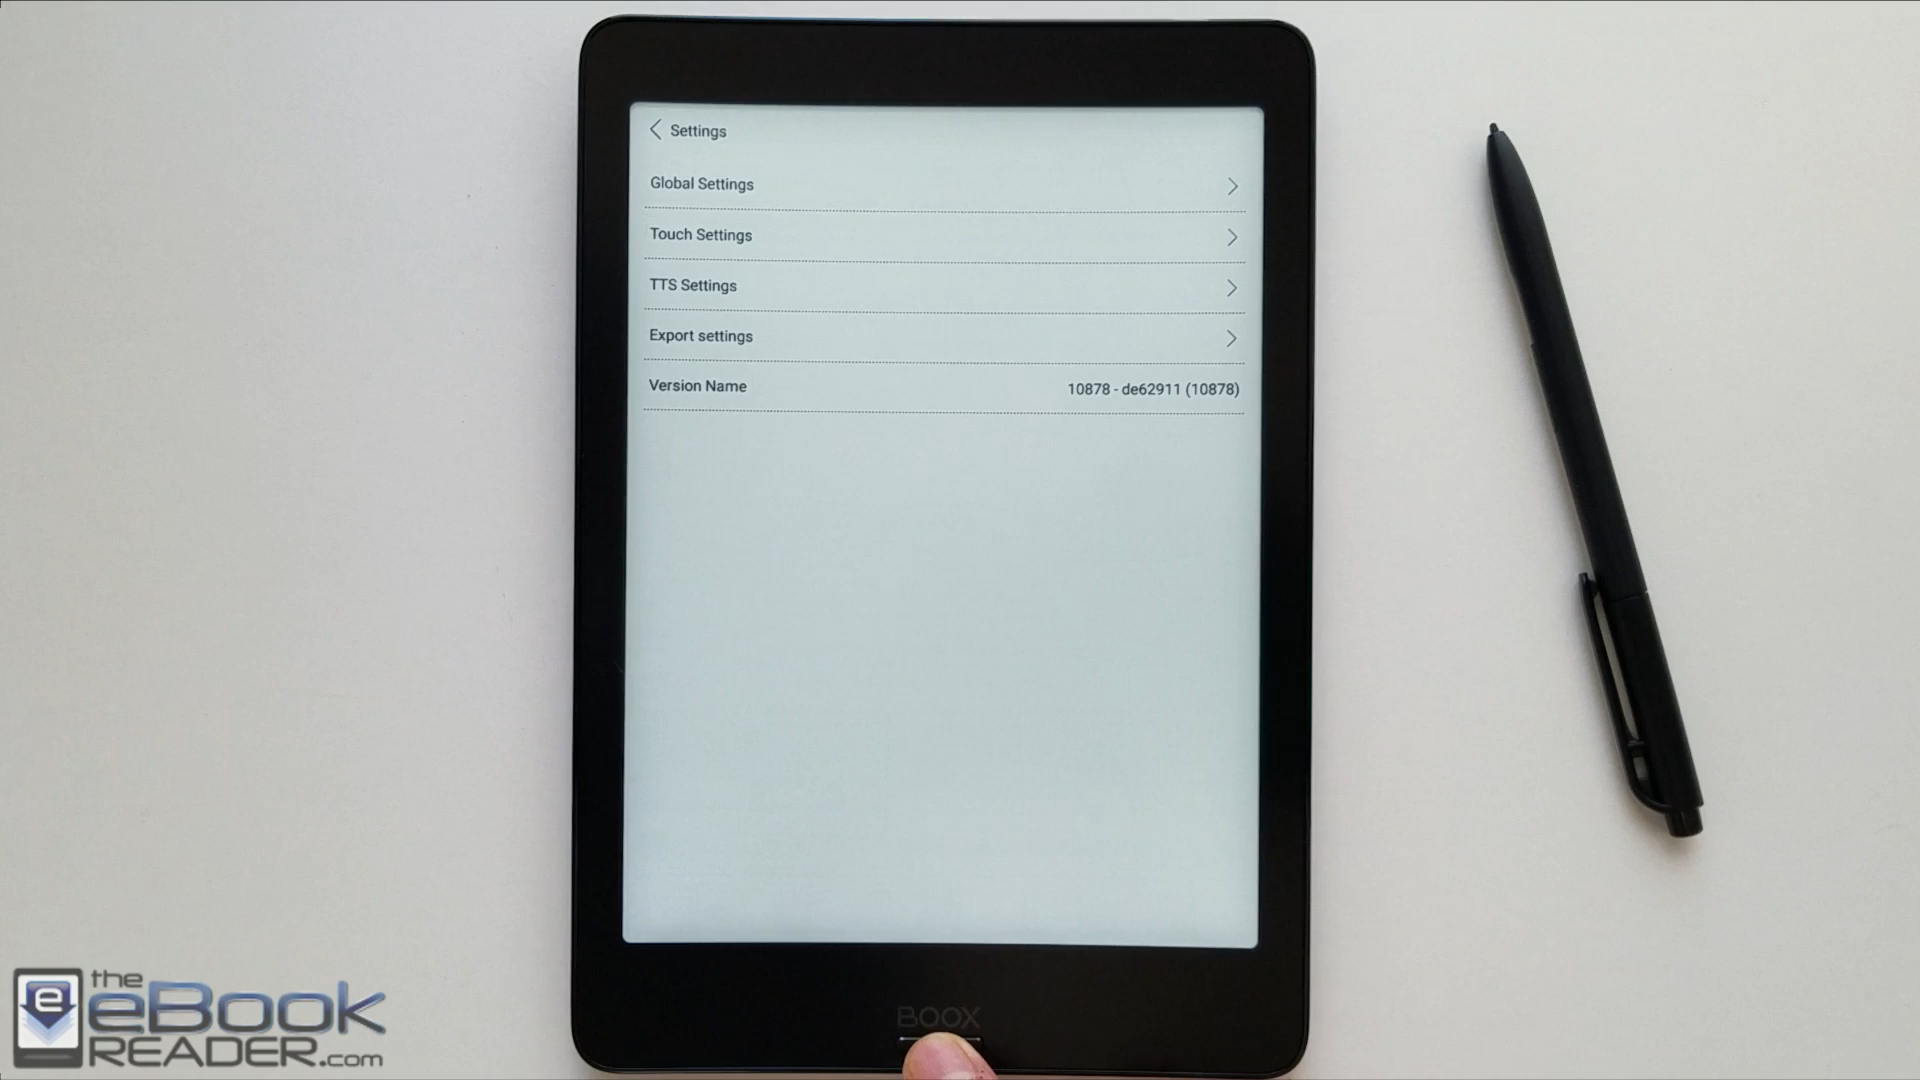 Settings
Global Settings
Touch Settings
TTS Settings
Export settings
Version Name 10878 - de62911 (10878)
BOOX
the
eBook
READER.com